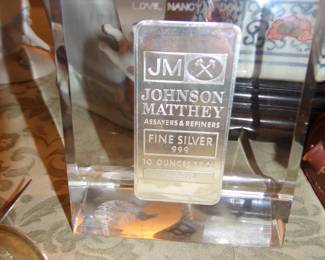 LOVE, NANCY
JM
JOHNSON
MATTHEY
ASSAYERS & REFINERS
FINE SILVER
999
10 OUNCES